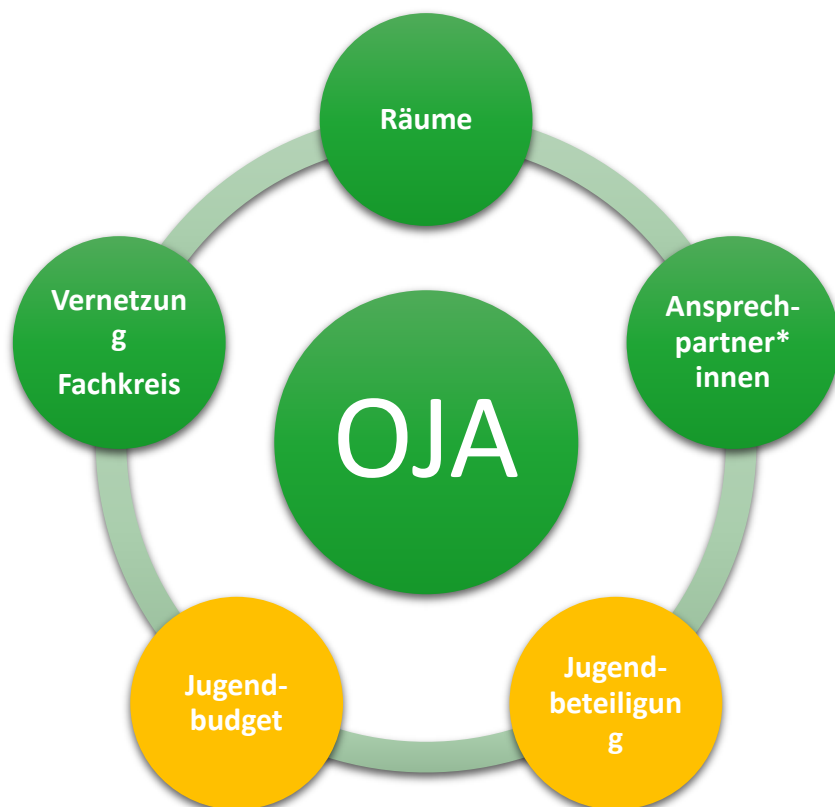 Räume
Vernetzun
g
Fachkreis
Ansprech-
partner*
innen
OJA
Jugend-
budget
Jugend-
beteiligun
g